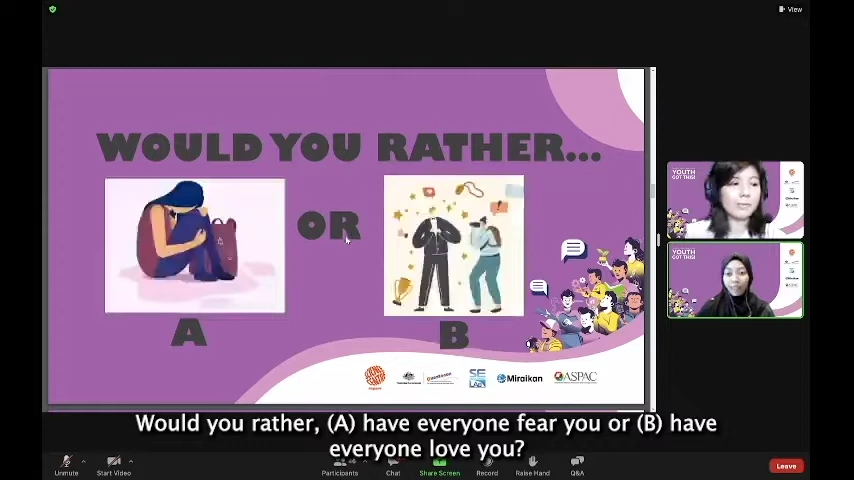 View
WOULD YOU RATHER...
OR
A
B
YOUTH
GOT THIS!
YOUTH
GOT THIS!
Miraikan
ASPAC
Would you rather, (A) have everyone fear you or (B) have
everyone love you?
Unmute
Start Video
Participants
Chat
Share Screen
Record
Raise Hand
Q&A
Leave